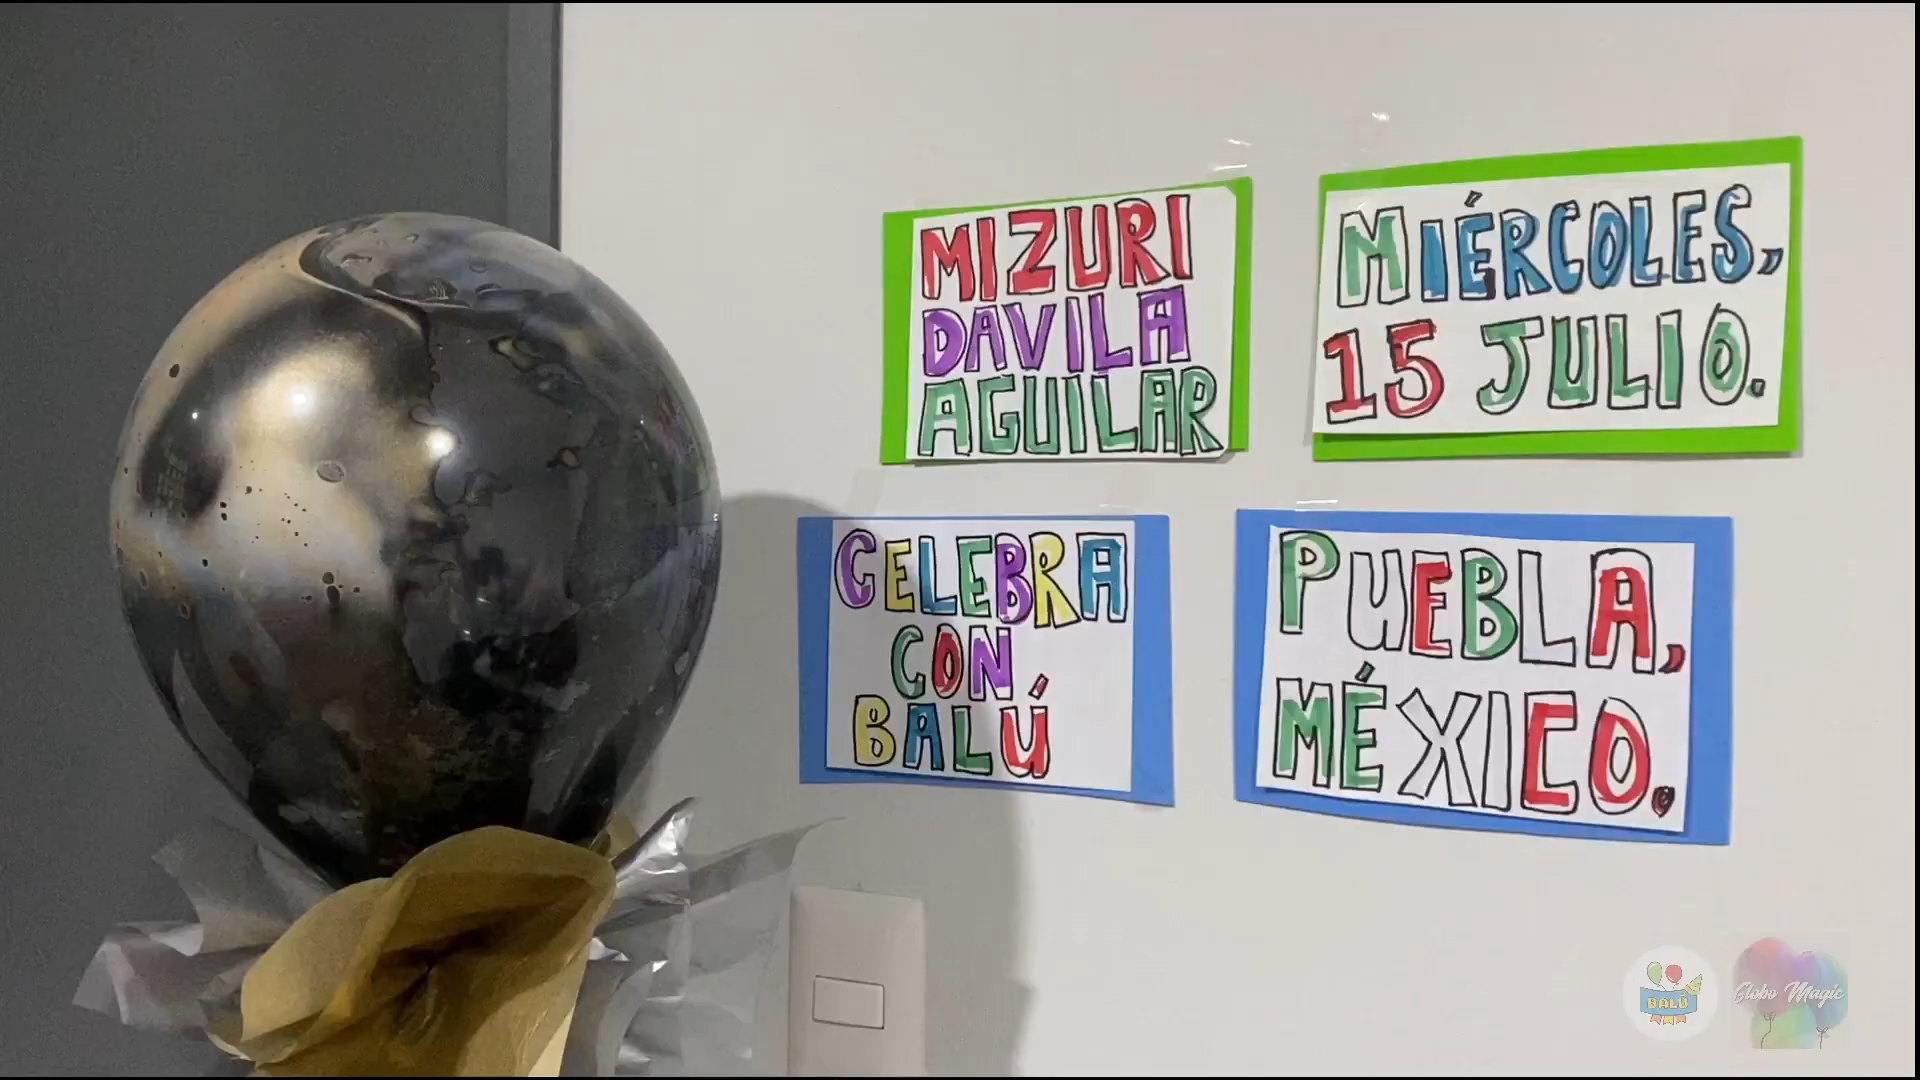 MIZURI
DAVILA
AGUILAR
MIÉRCOLES,
15 JULIO.
CELEBRA
CON
BALÚ
PUEBLA,
MÉXICO.
BALÚ
Globo Magic